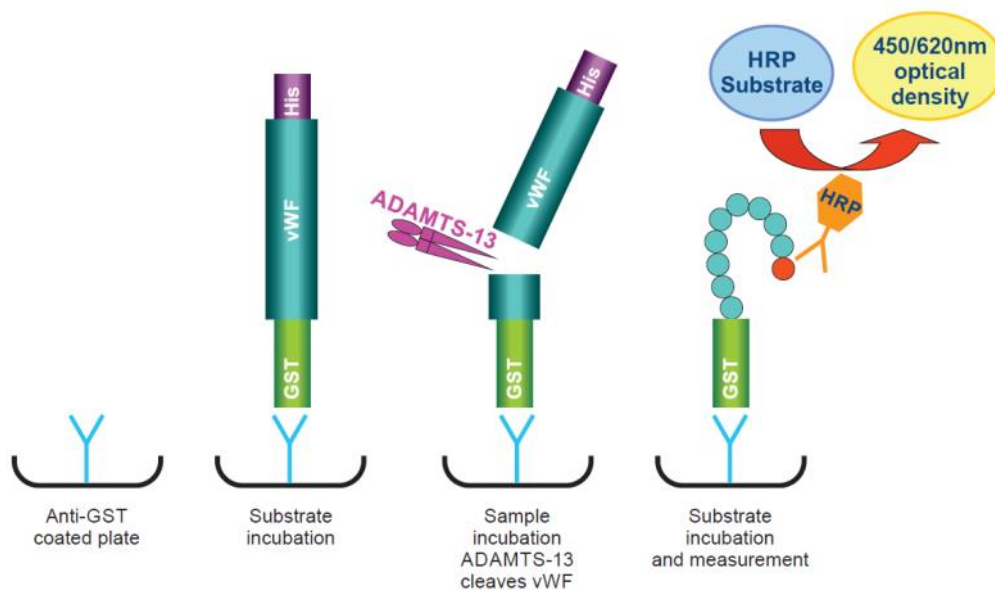 His
vWF
GST
ADAMTS-13
His
vWF
GST
HRP
Substrate
450/620nm
optical
density
HRP
GST
Anti-GST
coated plate
Substrate
incubation
Sample
incubation
ADAMTS-13
cleaves vWF
Substrate
incubation
and measurement